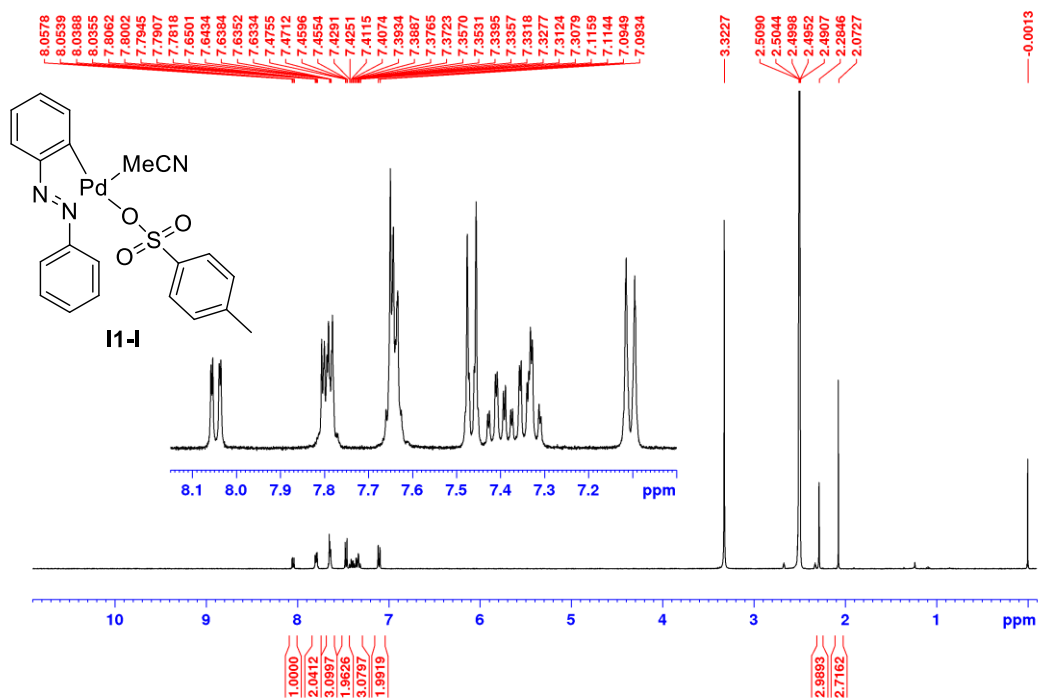 8.0578 8.0539 8.0388 8.0355 7.8062 7.8002 7.7945 7.7907 7.7818 7.6501 7.6434 7.6384 7.6352 7.6334 7.4755 7.4712 7.4596 7.4554 7.4291 7.4251 7.4115 7.4074 7.3934 7.3887 7.3765 7.3723 7.3570 7.3531 7.3395 7.3357 7.3318 7.3277 7.3124 7.3079 7.1159 7.1144 7.0949 7.0934 3.3227 2.5090 2.5044 2.4998 2.4952 2.4907 2.2846 2.0727 -0.0013
MeCN
Pd
N N
O O
S
O
I1-I
8.1 8.0 7.9 7.8 7.7 7.6 7.5 7.4 7.3 7.2 ppm
10 9 8 7 6 5 4 3 2 1 ppm
1.0000 2.0412 3.0997 1.9626 3.0797 1.9919 2.9893 2.7162